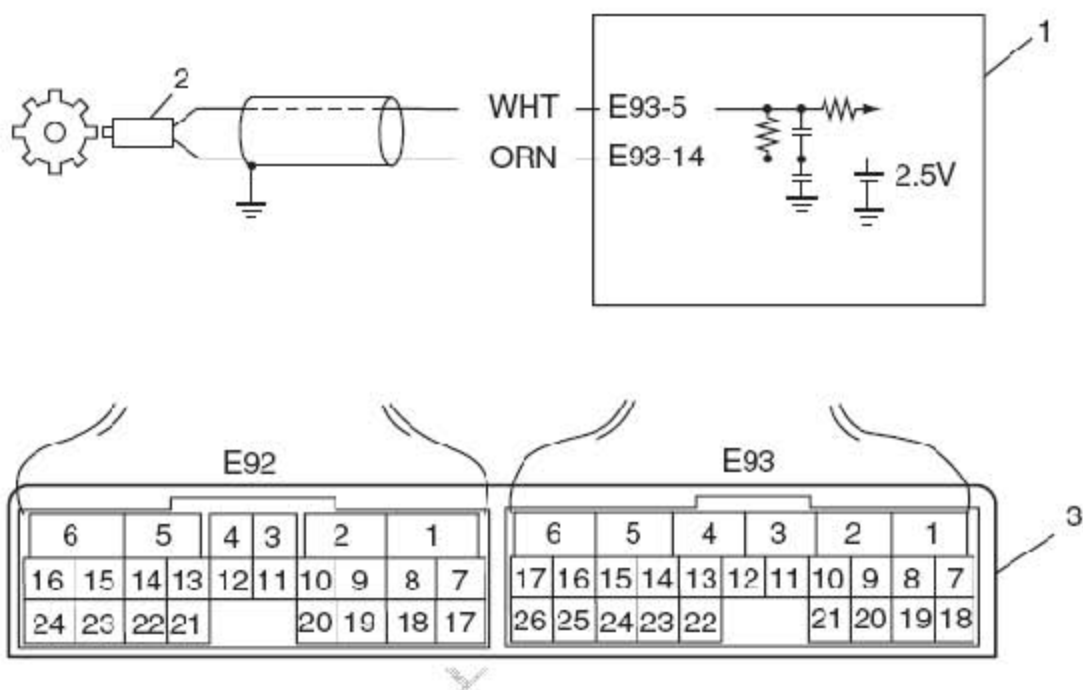 1
2
WHT E93-5
ORN E93-14
2.5V
E92 E93
3
6 5 4 3 2 1 6 5 4 3 2 1
16 15 14 13 12 11 10 9 8 7 17 16 15 14 13 12 11 10 9 8 7
24 23 22 21 20 19 18 17 26 25 24 23 22 21 20 19 18